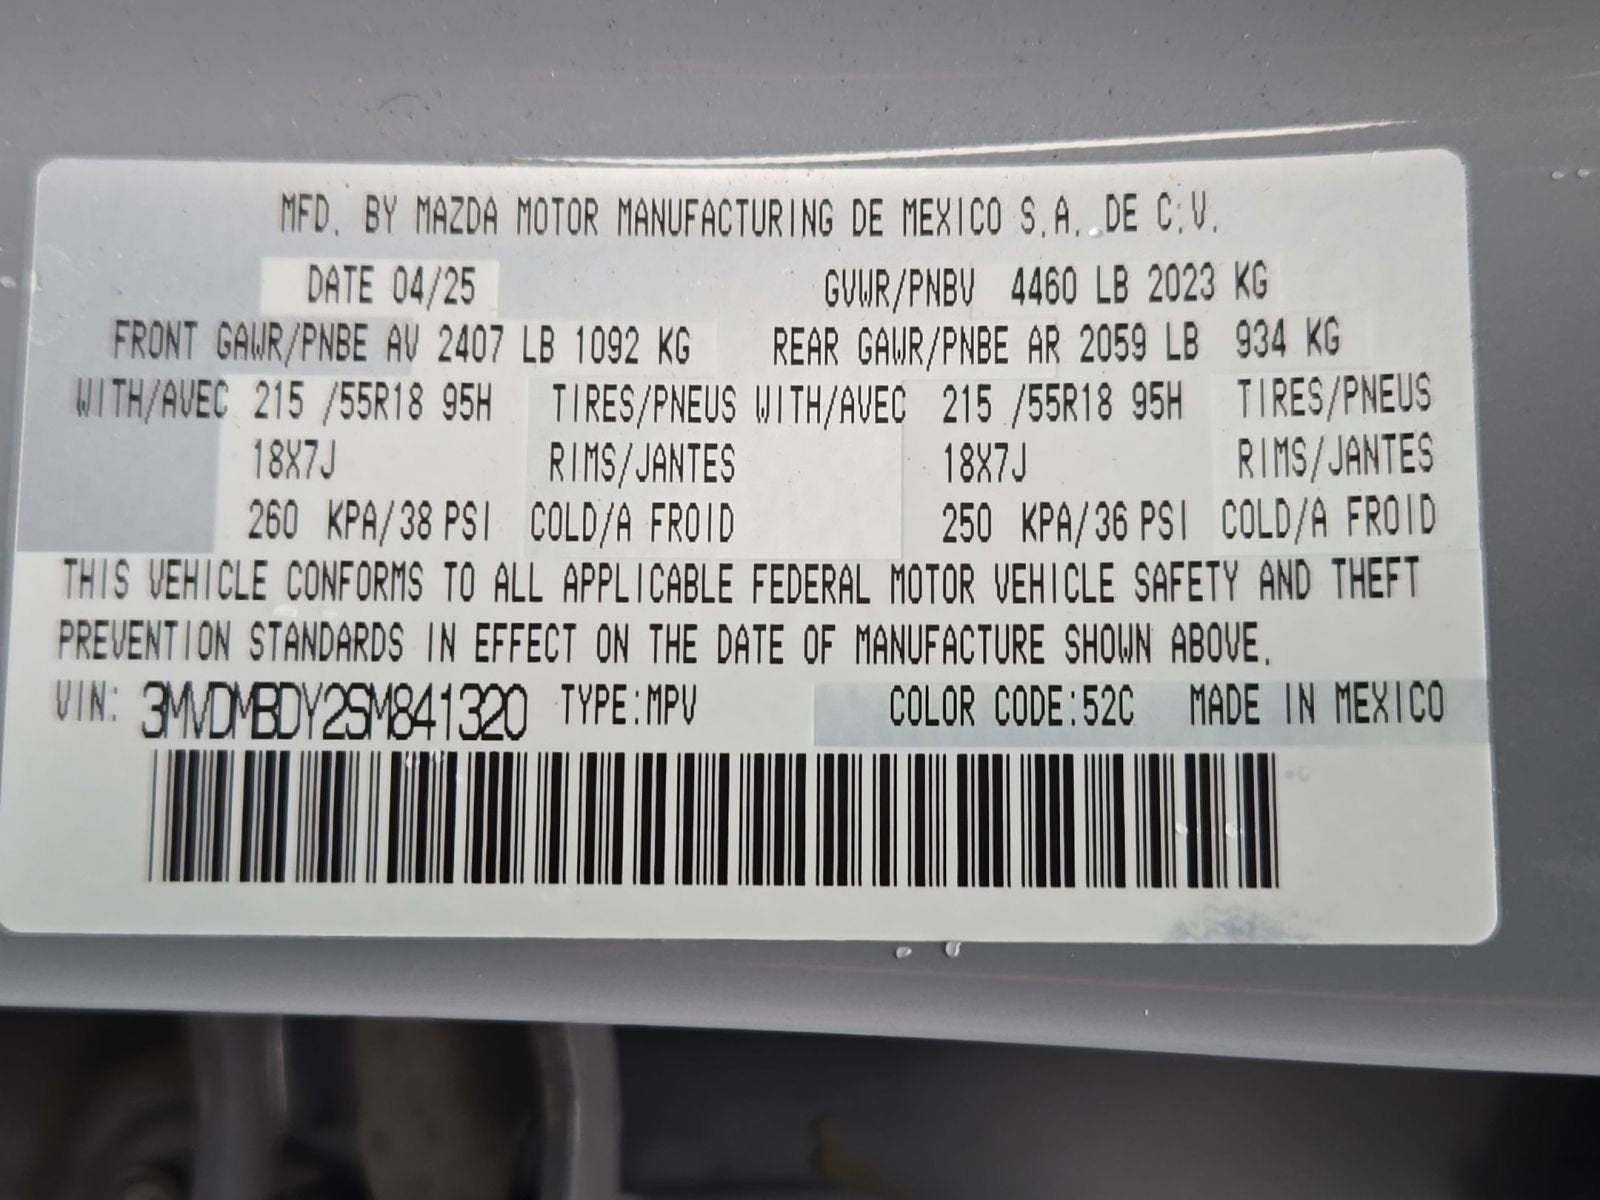 MFD. BY MAZDA MOTOR MANUFACTURING DE MEXICO S.A. DE C.V.
DATE 04/25 GVWR/PNBV 4460 LB 2023 KG
FRONT GAWR/PNBE AV 2407 LB 1092 KG REAR GAWR/PNBE AR 2059 LB 934 KG
WITH/AVEC 215 /55R18 95H TIRES/PNEUS WITH/AVEC 215 /55R18 95H TIRES/PNEUS
18X7J RIMS/JANTES 18X7J RIMS/JANTES
260 KPA/38 PSI COLD/A FROID 250 KPA/36 PSI COLD/A FROID
THIS VEHICLE CONFORMS TO ALL APPLICABLE FEDERAL MOTOR VEHICLE SAFETY AND THEFT
PREVENTION STANDARDS IN EFFECT ON THE DATE OF MANUFACTURE SHOWN ABOVE.
VIN: 3MVDMBDY2SM841320 TYPE:MPV COLOR CODE:52C MADE IN MEXICO